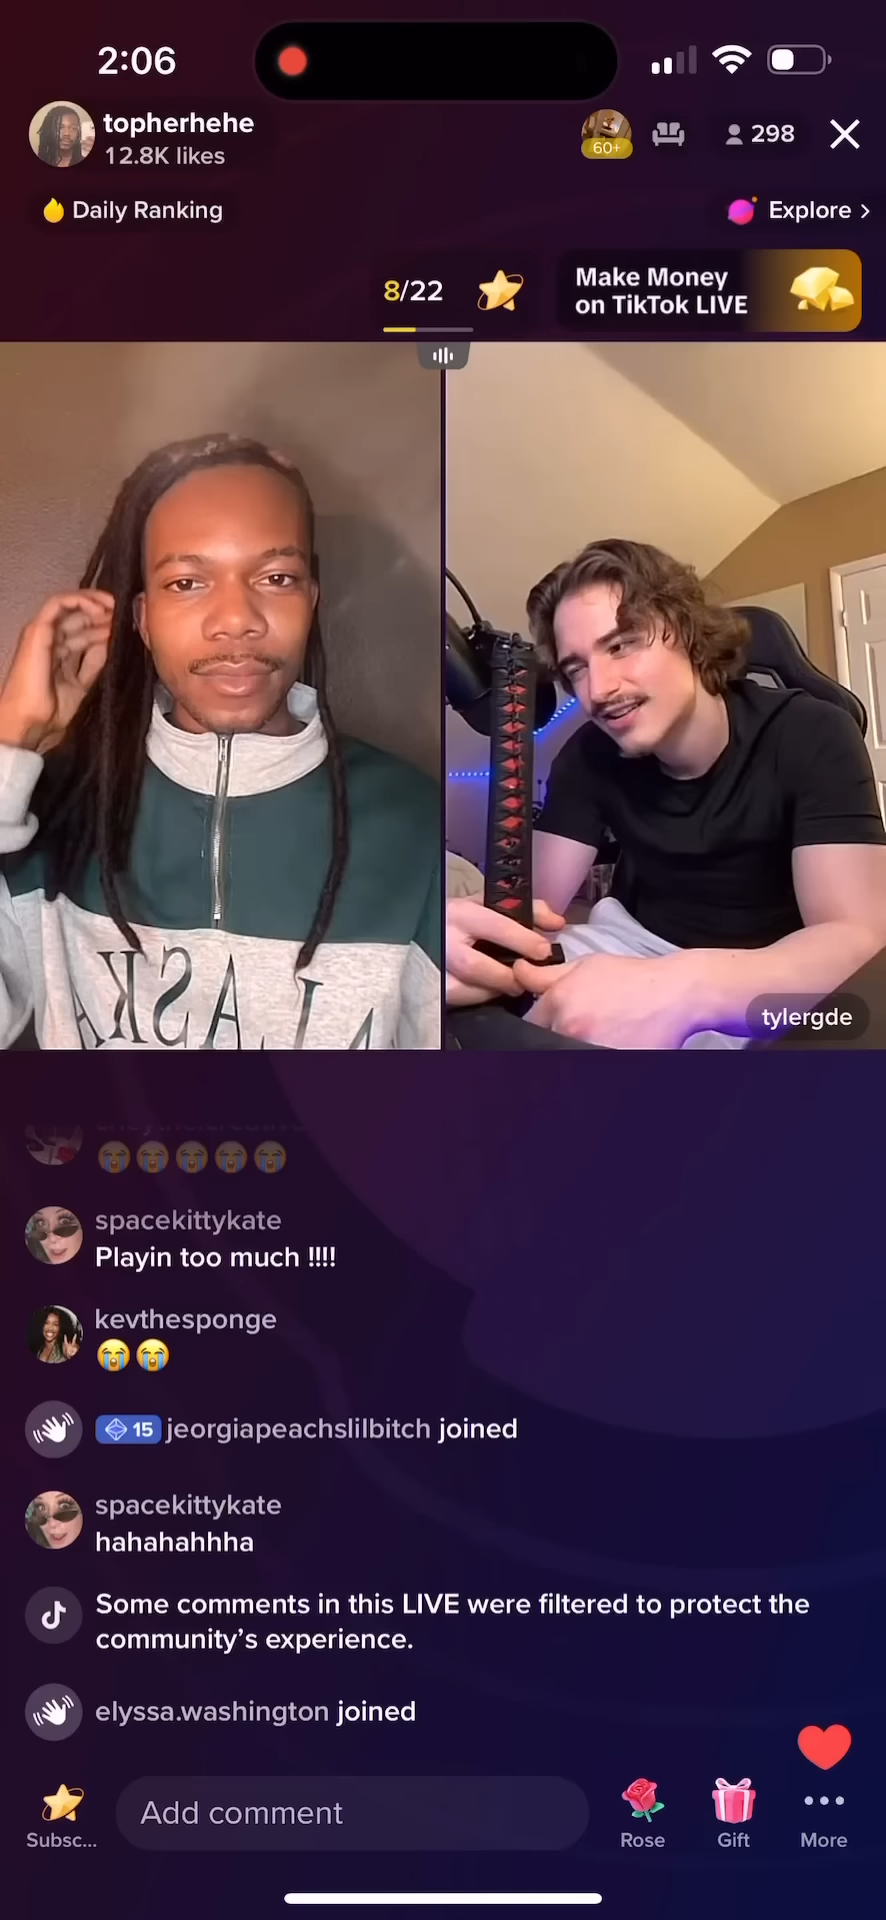 2:06
topherhehe
12.8K likes
60+
298
Daily Ranking
Explore >
8/22
Make Money
on TikTok LIVE
ALASKA
tylergde
😭😭😭😭😭
spacekittykate
Playin too much !!!!
kevthesponge
😭😭
15 jeorgiapeachslilbitch joined
spacekittykate
hahahahhha
Some comments in this LIVE were filtered to protect the
community's experience.
elyssa.washington joined
Add comment
Subsc...
Rose
Gift
More